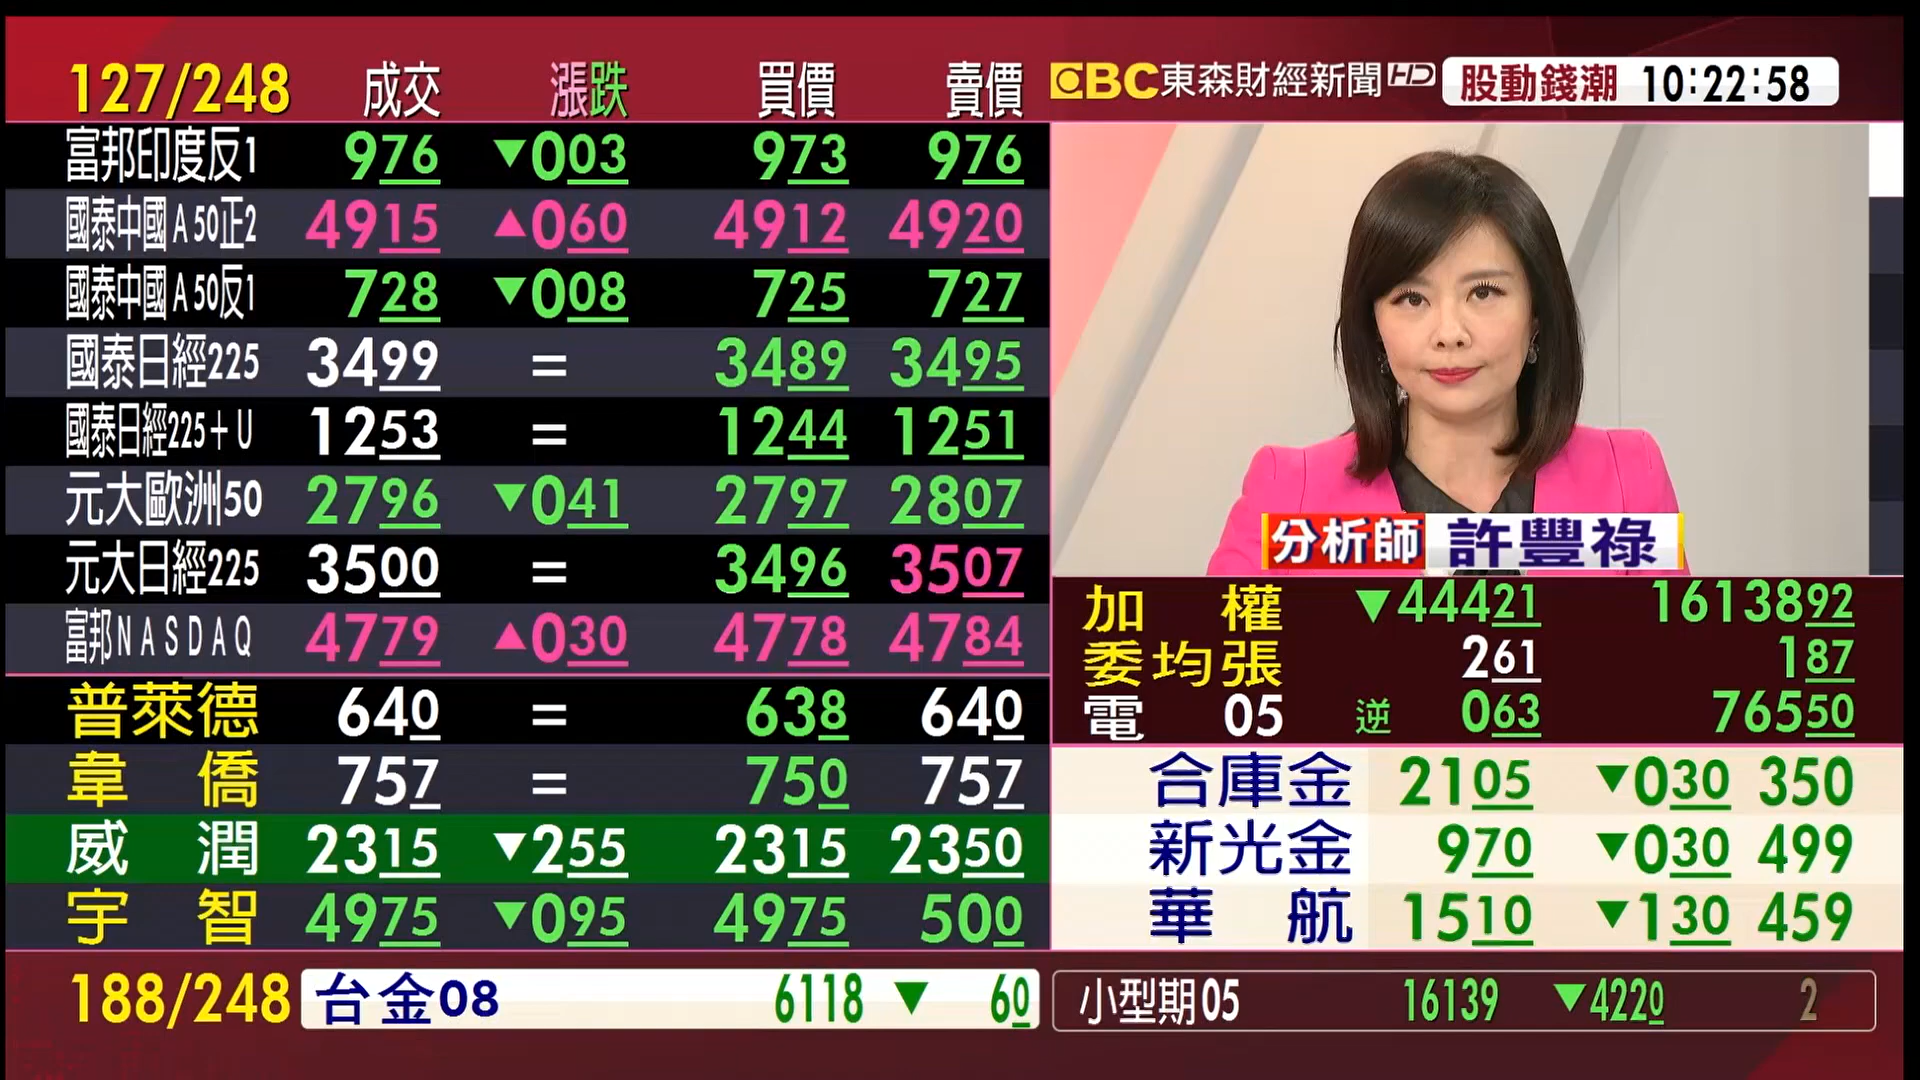 127/248 成交 漲跌 買價 賣價
富邦印度反1 976 ▼003 973 976
國泰中國A50正2 4915 ▲060 4912 4920
國泰中國A50反1 728 ▼008 725 727
國泰日經225 3499 = 3489 3495
國泰日經225+U 1253 = 1244 1251
元大歐洲50 2796 ▼041 2797 2807
元大日經225 3500 = 3496 3507
富邦NASDAQ 4779 ▲030 4778 4784
普萊德 640 = 638 640
韋僑 757 = 750 757
威潤 2315 ▼255 2315 2350
宇智 4975 ▼095 4975 500
188/248 台金08 6118 ▼ 60
EBC東森財經新聞HD 股動錢潮 10:22:58
分析師 許豐祿
加權 ▼44421 1613892
委均張 261 187
電05 逆 063 76550
合庫金 2105 ▼030 350
新光金 970 ▼030 499
華航 1510 ▼130 459
小型期05 16139 ▼4220 2